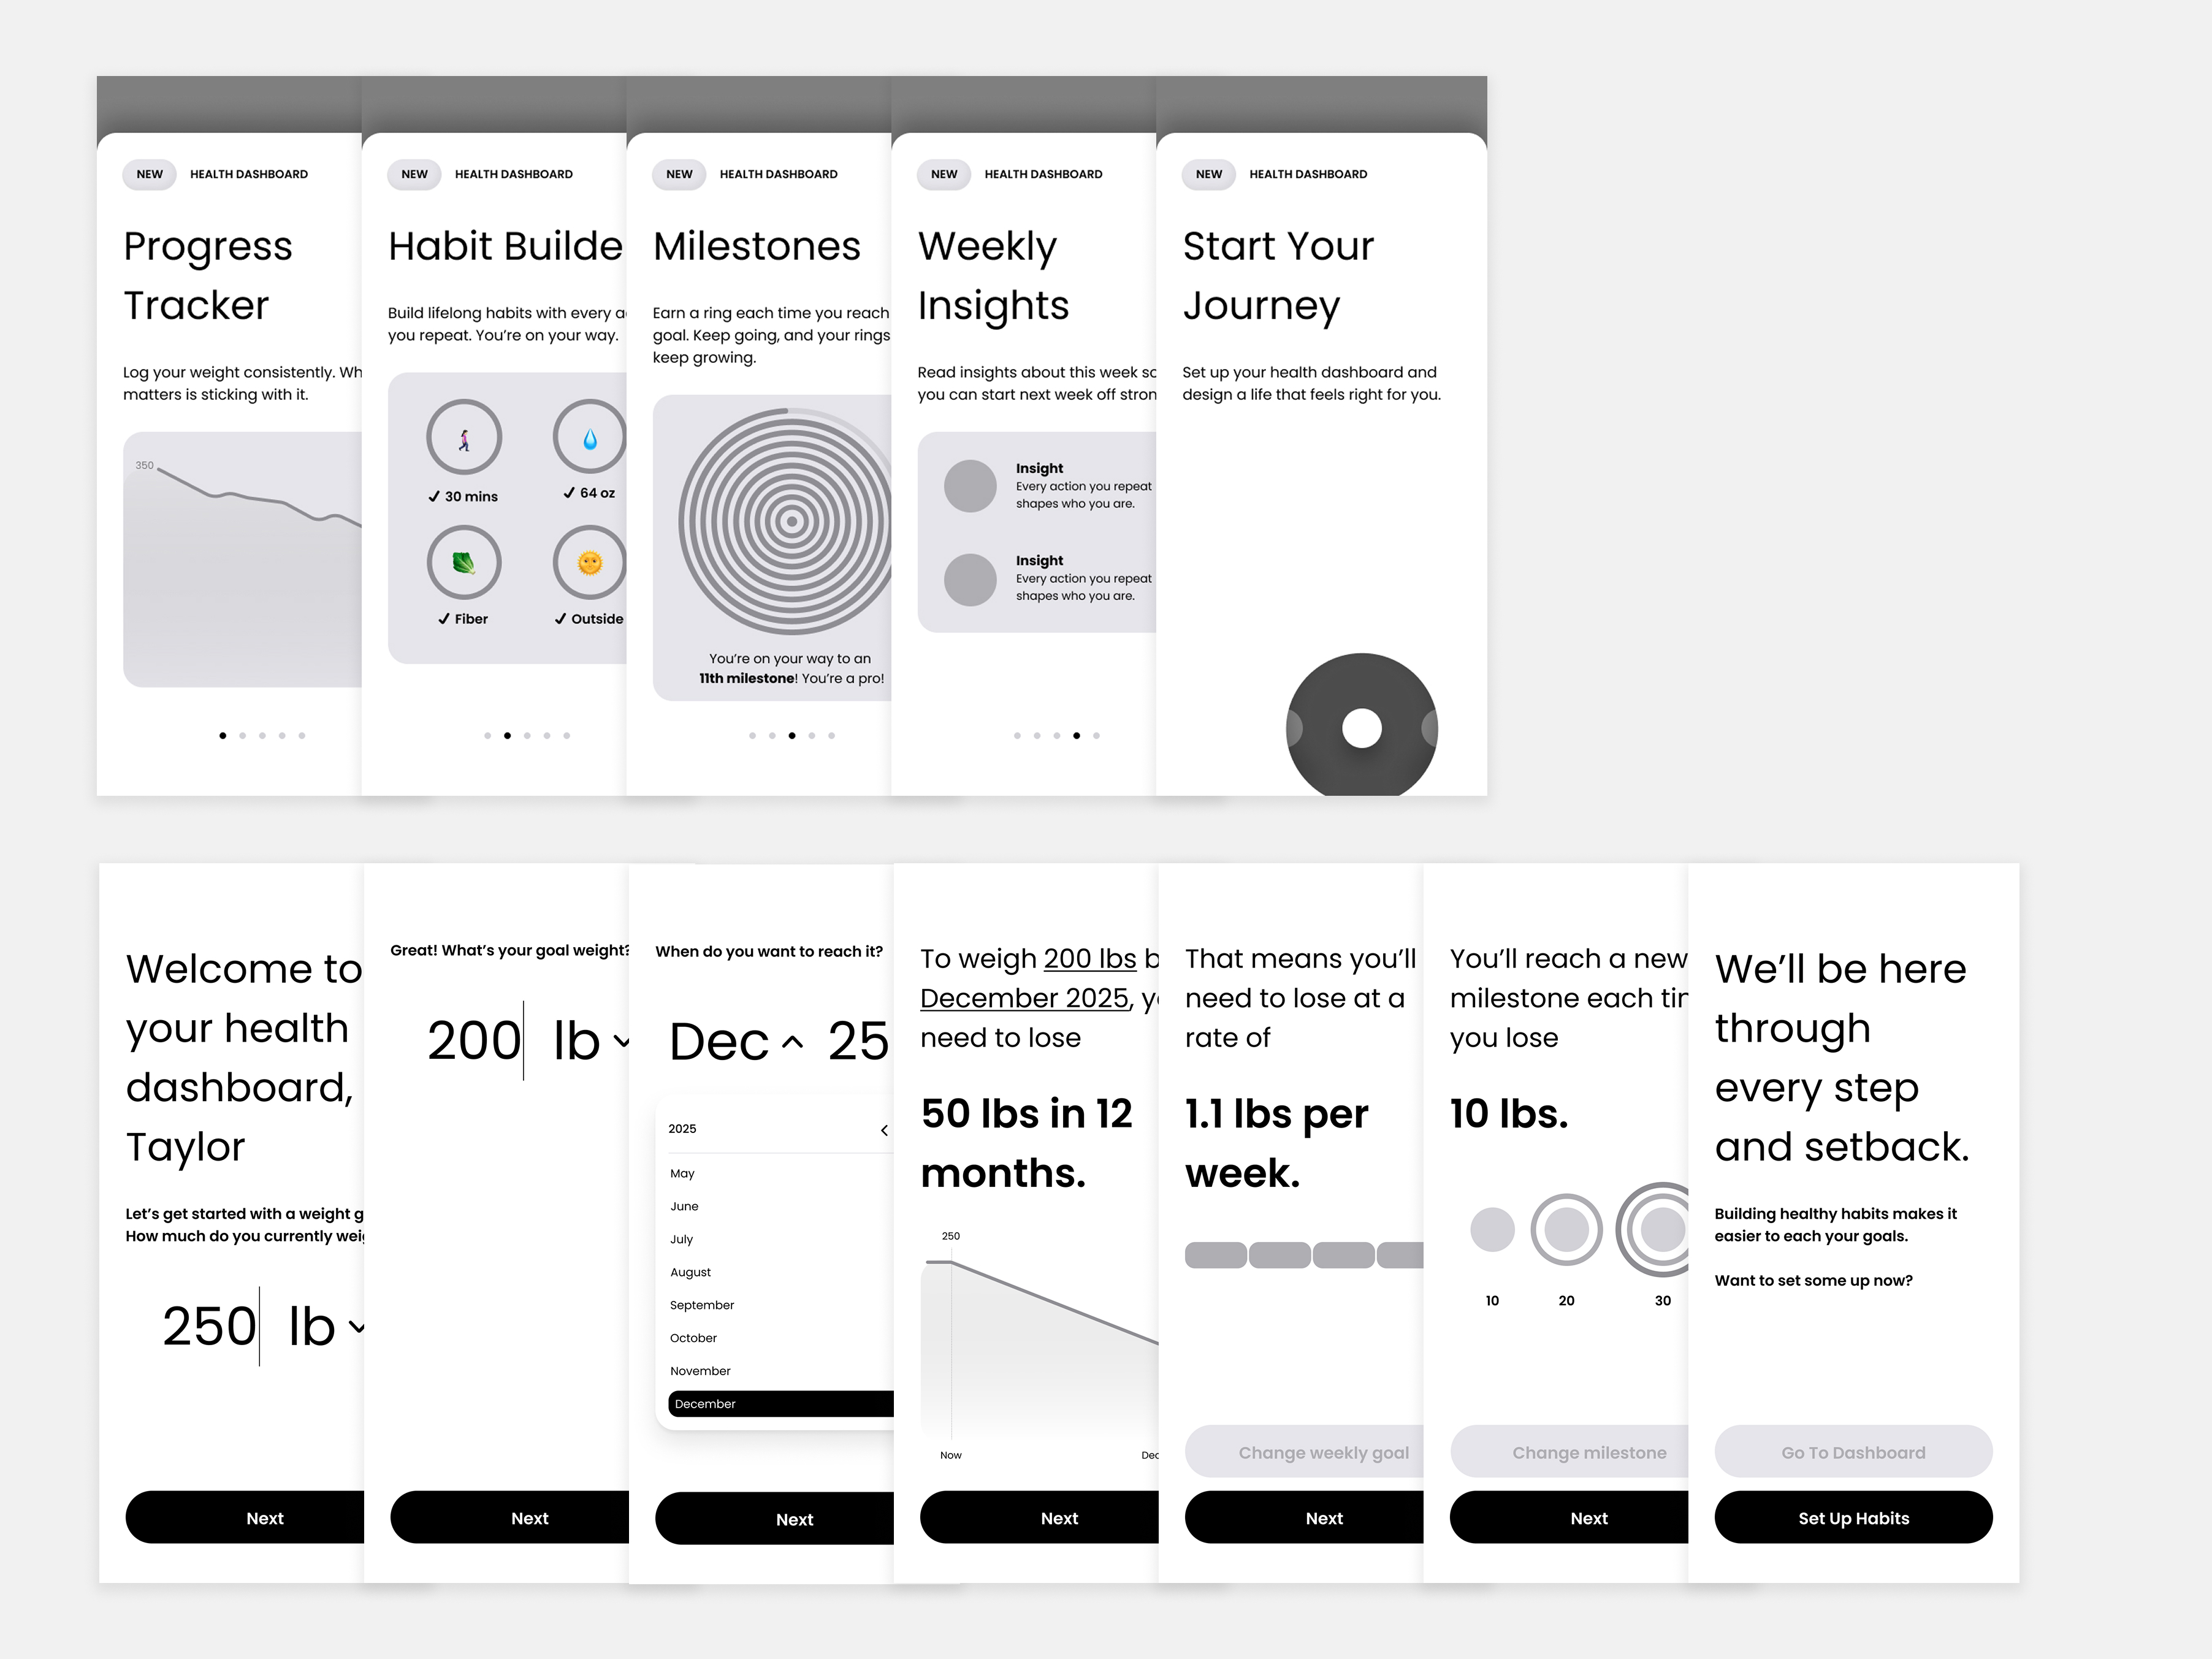 NEW HEALTH DASHBOARD
Progress
Tracker
Log your weight consistently. Wh
matters is sticking with it.
350
NEW HEALTH DASHBOARD
Habit Builde
Build lifelong habits with every a
you repeat. You're on your way.
✓ 30 mins
✓ 64 oz
✓ Fiber
✓ Outside
NEW HEALTH DASHBOARD
Milestones
Earn a ring each time you reach
goal. Keep going, and your rings
keep growing.
You're on your way to an
11th milestone! You're a pro!
NEW HEALTH DASHBOARD
Weekly
Insights
Read insights about this week so
you can start next week off stron
Insight
Every action you repeat
shapes who you are.
Insight
Every action you repeat
shapes who you are.
NEW HEALTH DASHBOARD
Start Your
Journey
Set up your health dashboard and
design a life that feels right for you.
Welcome to
your health
dashboard,
Taylor
Let's get started with a weight g
How much do you currently weig
250 lb
Next
Great! What's your goal weight?
200 lb
Next
When do you want to reach it?
Dec 25
2025
May
June
July
August
September
October
November
December
Next
To weigh 200 lbs b
December 2025, y
need to lose
50 lbs in 12
months.
250
Now
Dec
Next
That means you'll
need to lose at a
rate of
1.1 lbs per
week.
Change weekly goal
Next
You'll reach a new
milestone each tim
you lose
10 lbs.
10
20
30
Change milestone
Next
We'll be here
through
every step
and setback.
Building healthy habits makes it
easier to each your goals.
Want to set some up now?
Go To Dashboard
Set Up Habits